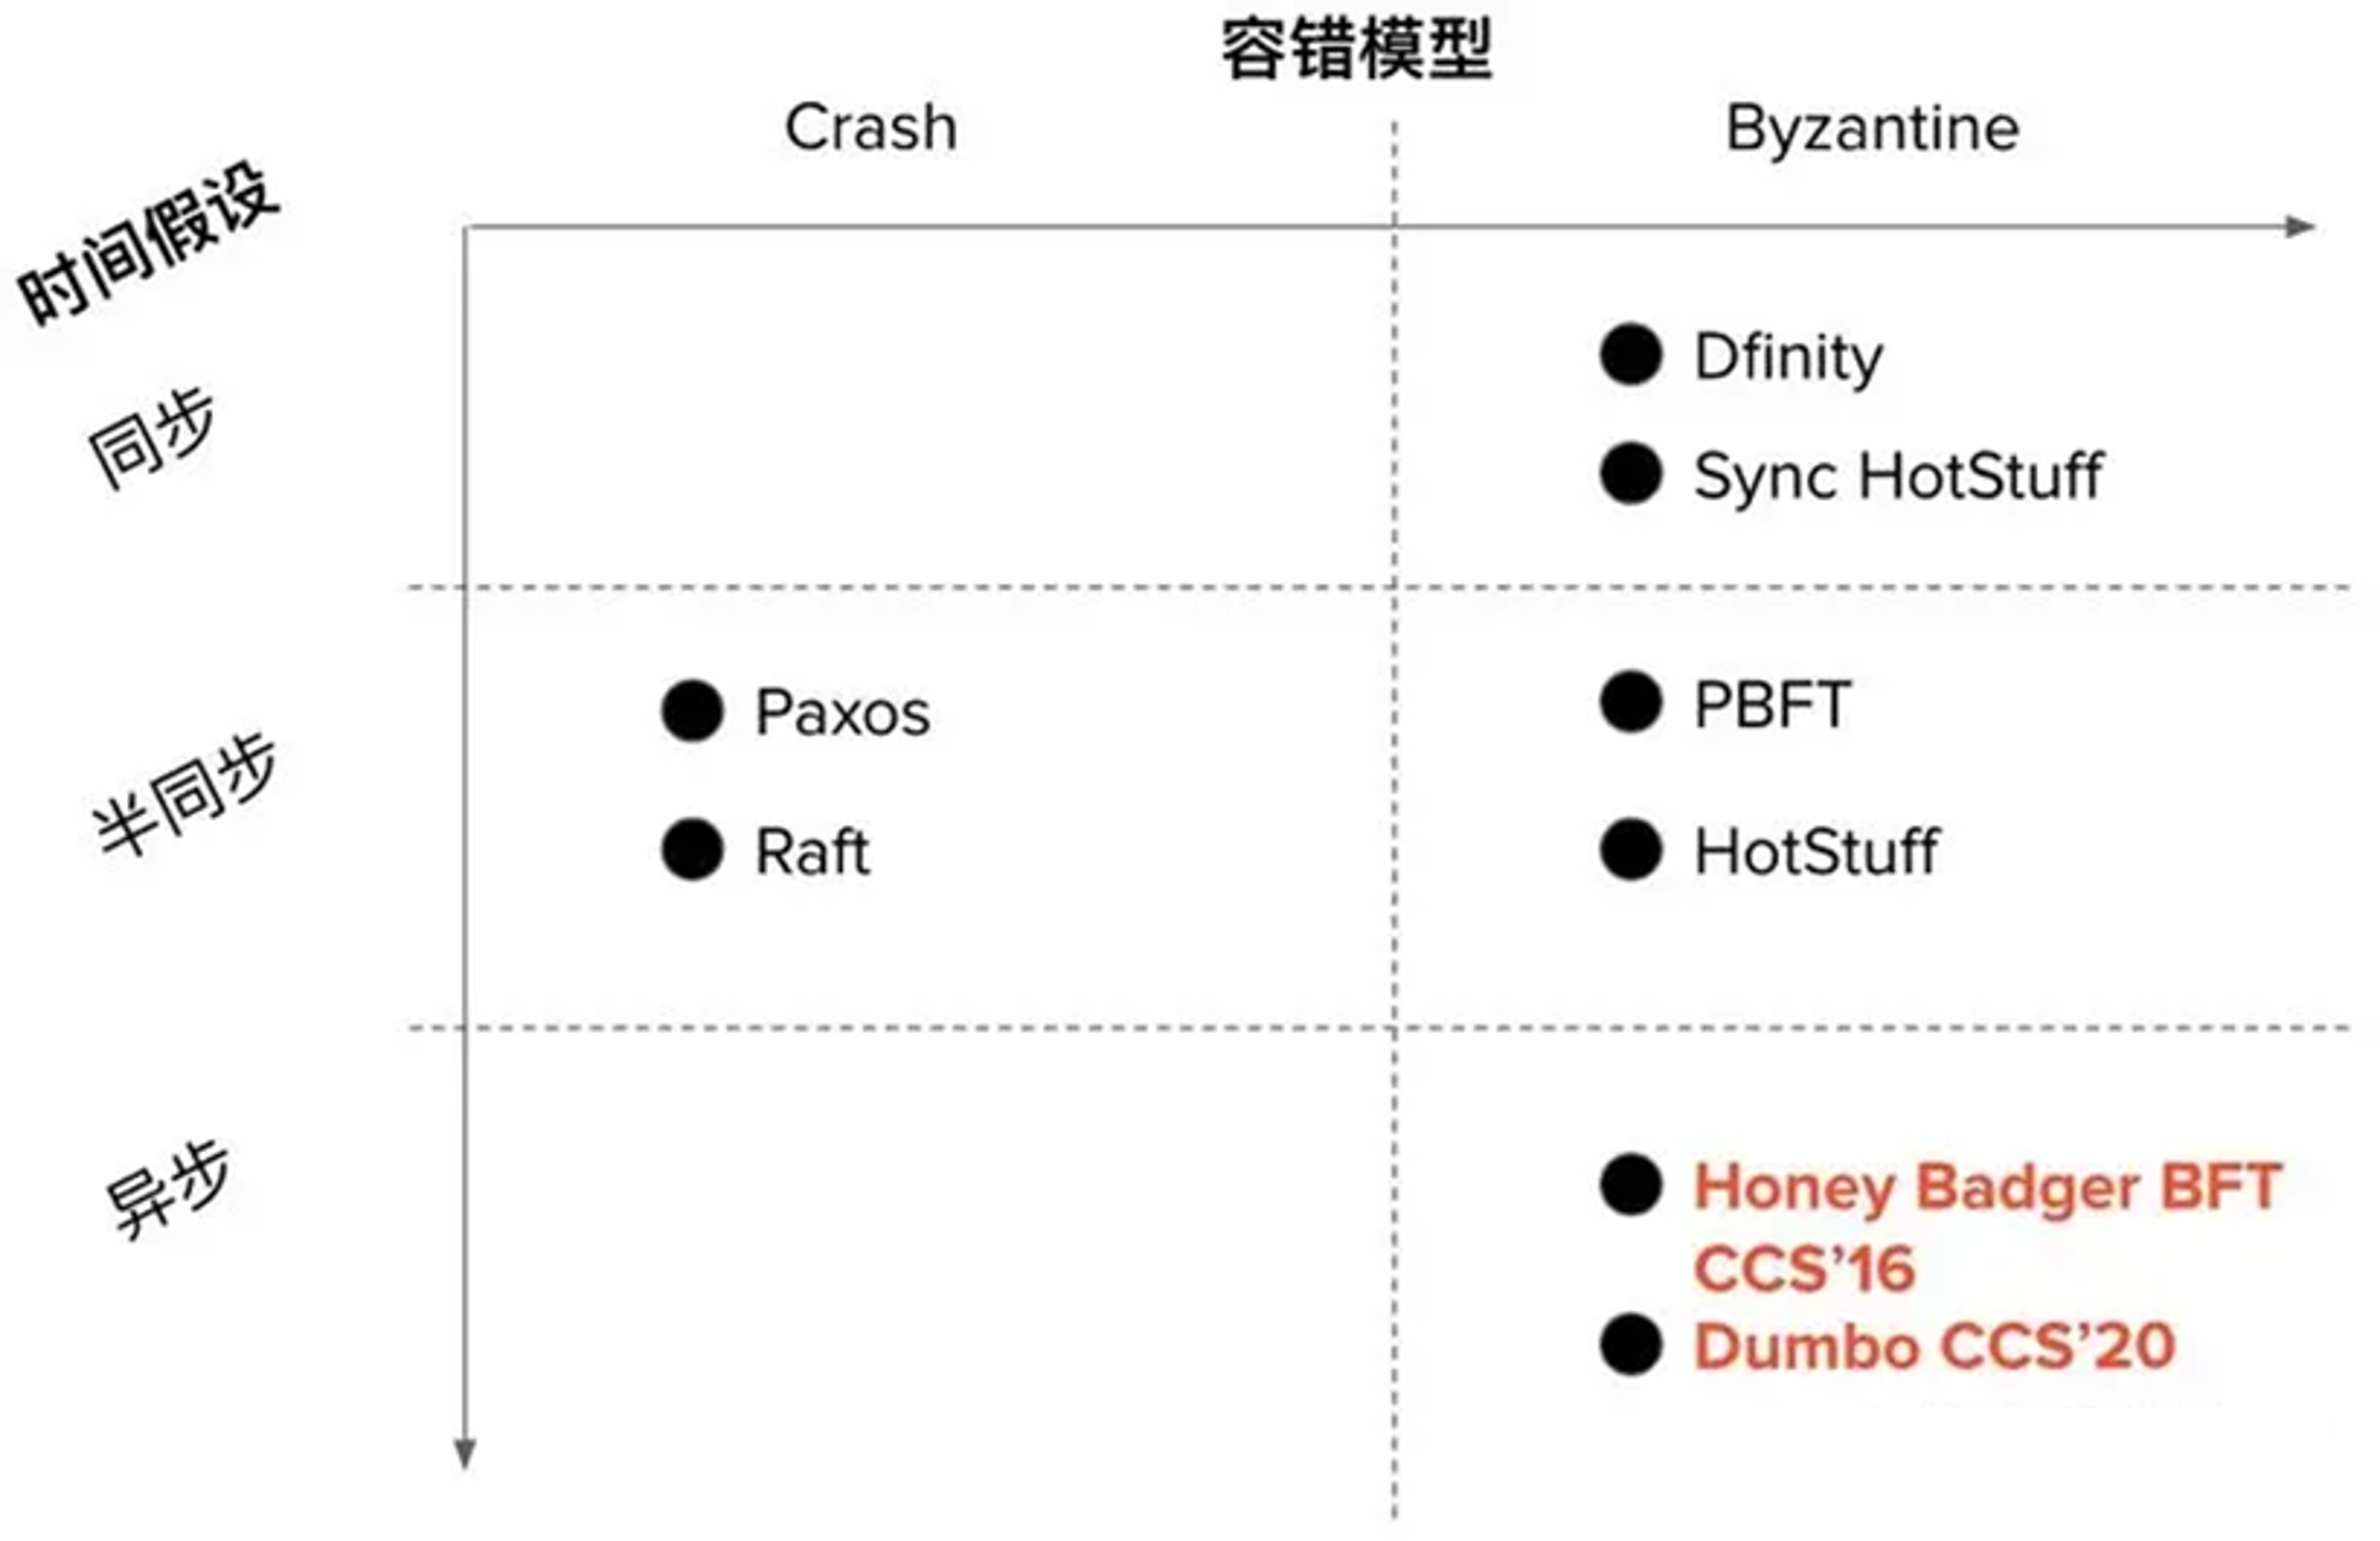 容错模型
Crash
Byzantine
时间假设
同步
Dfinity
Sync HotStuff
半同步
Paxos
PBFT
Raft
HotStuff
异步
Honey Badger BFT
CCS’16
Dumbo CCS’20